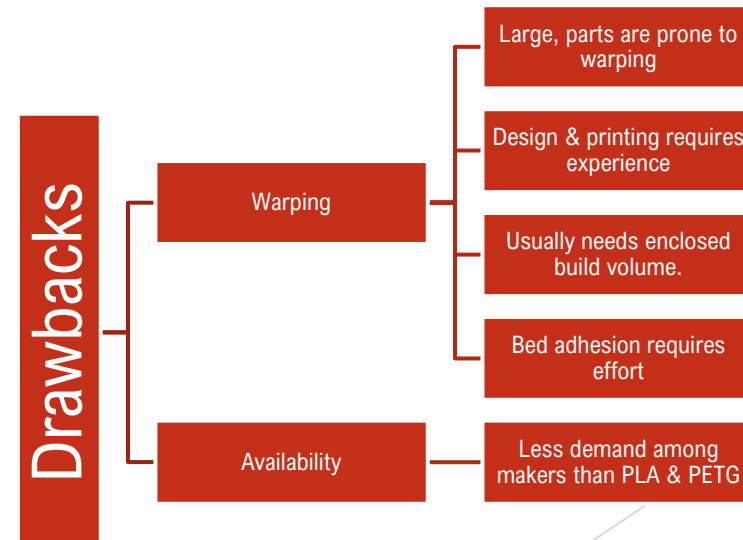 Drawbacks
Warping
Large, parts are prone to
warping
Design & printing requires
experience
Usually needs enclosed
build volume.
Bed adhesion requires
effort
Availability
Less demand among
makers than PLA & PETG